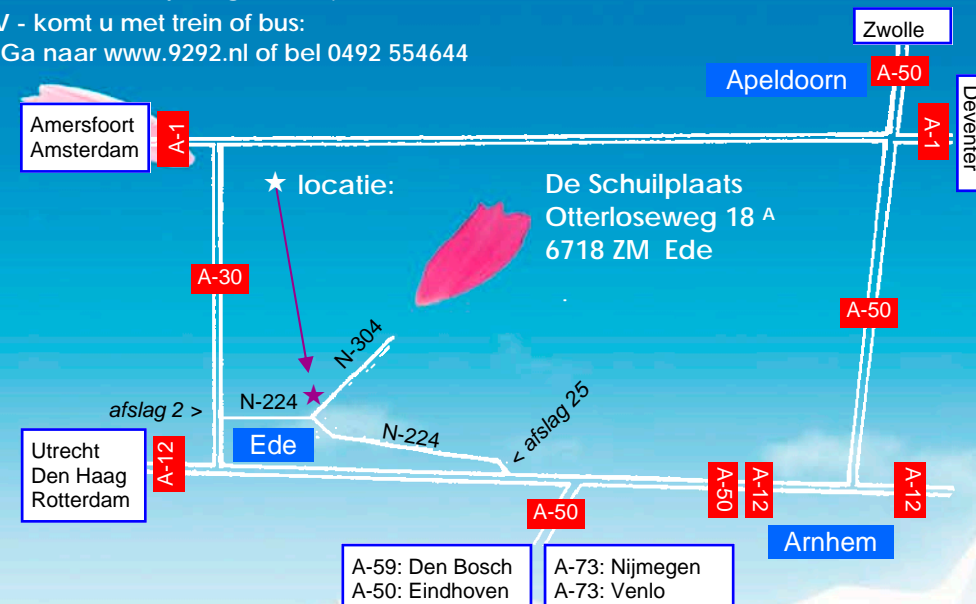 V - komt u met trein of bus:
Ga naar www.9292.nl of bel 0492 554644
Zwolle
Apeldoorn
A-50
Amersfoort
Amsterdam
A-1
A-1
Deventer
locatie:
De Schuilplaats
Otterloseweg 18 A
6718 ZM Ede
A-30
A-50
N-304
afslag 2 >
N-224
N-224
< afslag 25
Ede
Utrecht
Den Haag
Rotterdam
A-12
A-50
A-50
A-12
A-12
Arnhem
A-59: Den Bosch
A-50: Eindhoven
A-73: Nijmegen
A-73: Venlo